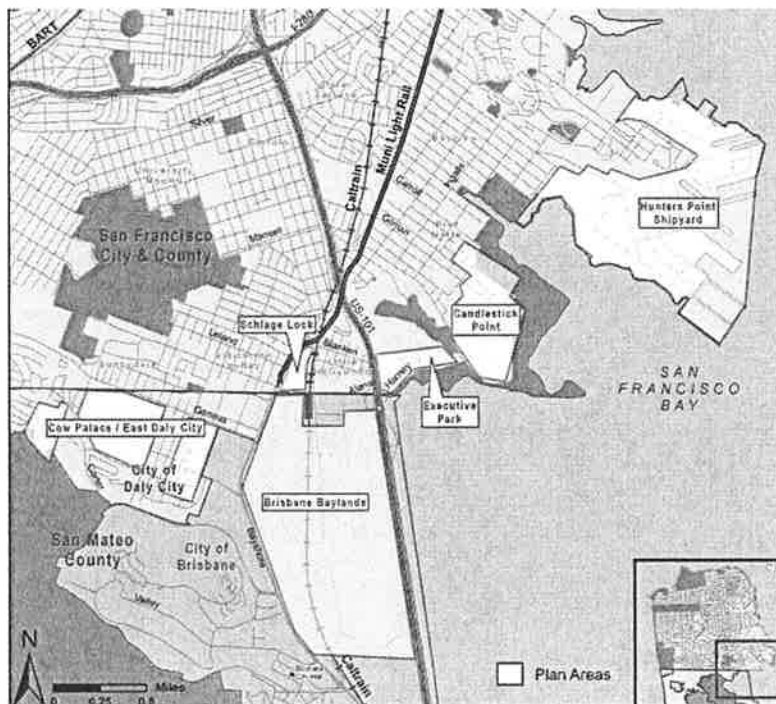 BART
I-280
Silver
Caltrain
Muni Light Rail
Carroll
Gilman
Mansell
Hunters Point
Shipyard
San Francisco
City & County
Schlage Lock
US-101
Candlestick
Point
Leland
Blanken
SAN
FRANCISCO
BAY
Alana
Harney
Executive
Park
Geneva
Cow Palace / East Daly City
City of
Daly City
Brisbane Baylands
Bayshore
San Mateo
County
City of
Brisbane
Valley
Caltrain
N
Miles
0 0.25 0.5
Plan Areas